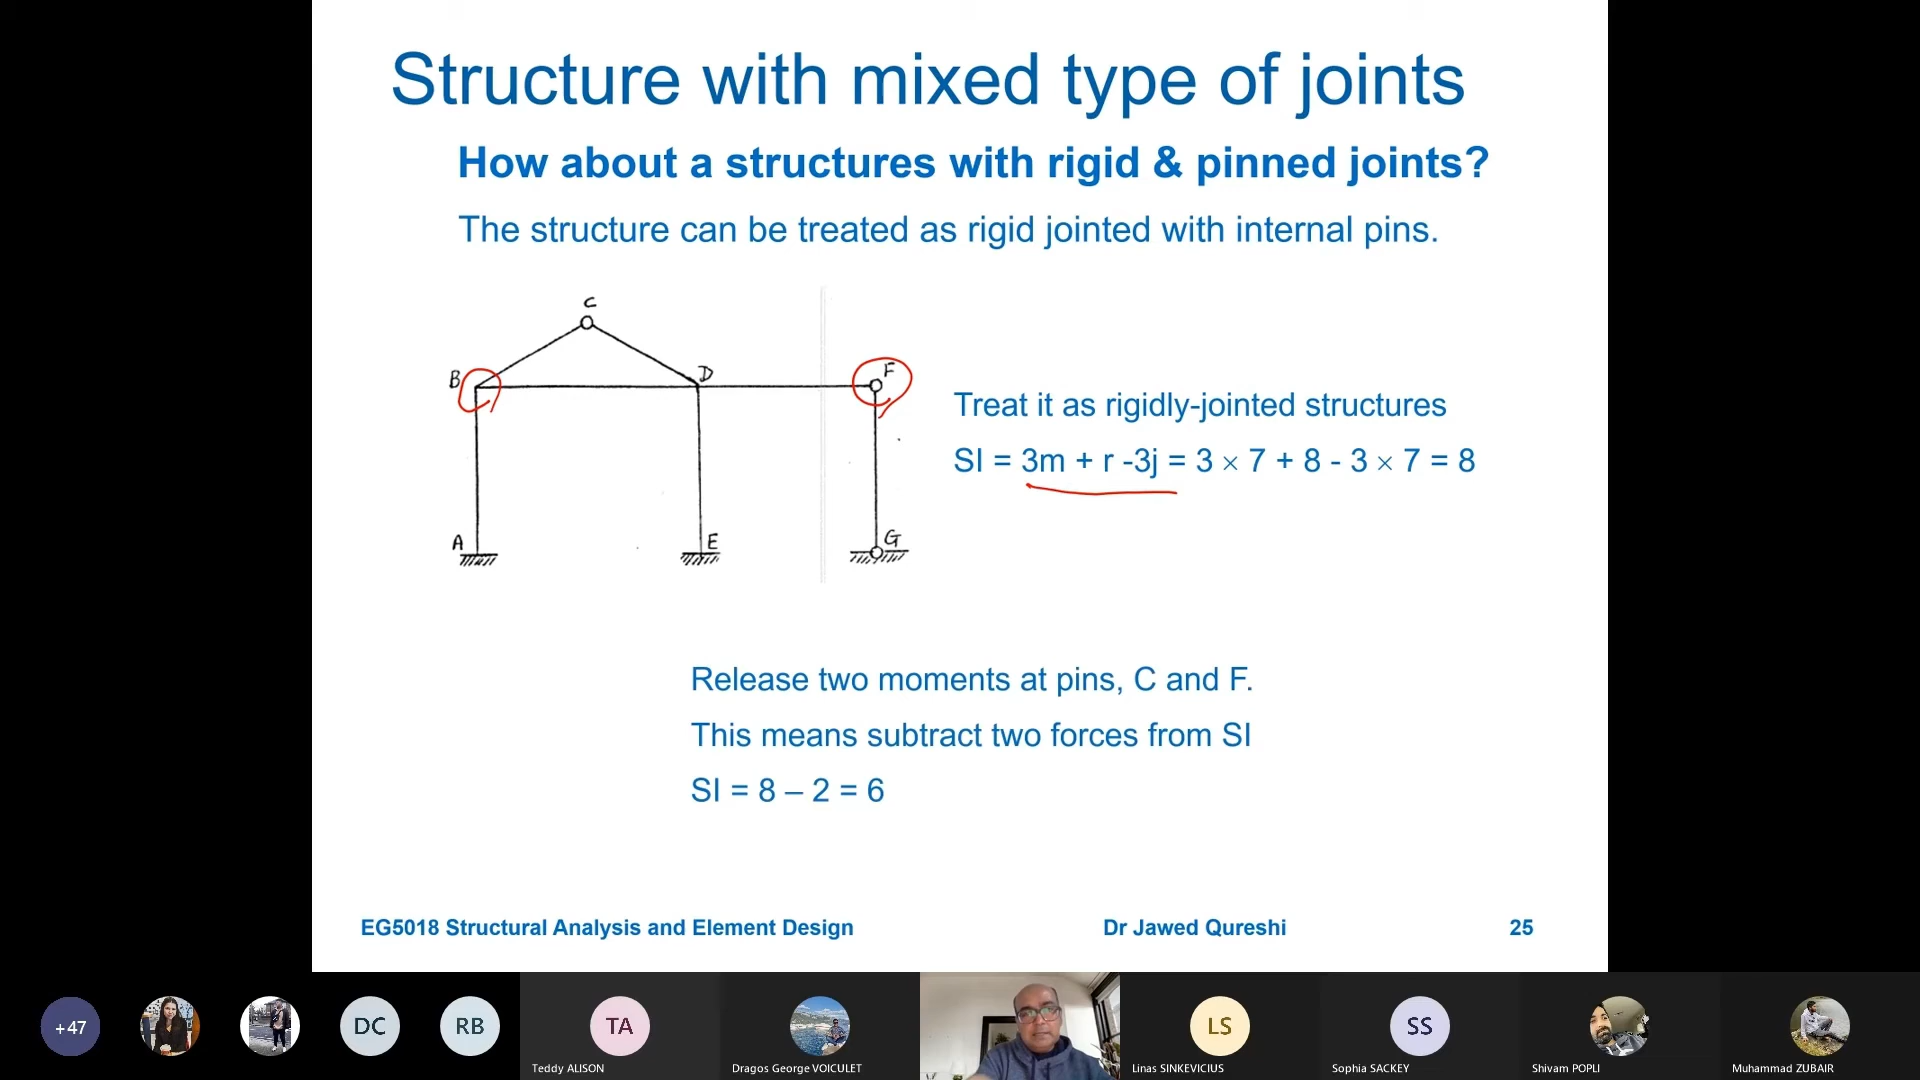 Structure with mixed type of joints
How about a structures with rigid & pinned joints?
The structure can be treated as rigid jointed with internal pins.
C
B
D
F
A
E
G
Treat it as rigidly-jointed structures
SI = 3m + r -3j = 3 × 7 + 8 - 3 × 7 = 8
Release two moments at pins, C and F.
This means subtract two forces from SI
SI = 8 – 2 = 6
EG5018 Structural Analysis and Element Design
Dr Jawed Qureshi
25
+47
DC
RB
TA
Teddy ALISON
Dragos George VOICULET
LS
Linas SINKEVICIUS
SS
Sophia SACKEY
Shivam POPLI
Muhammad ZUBAIR